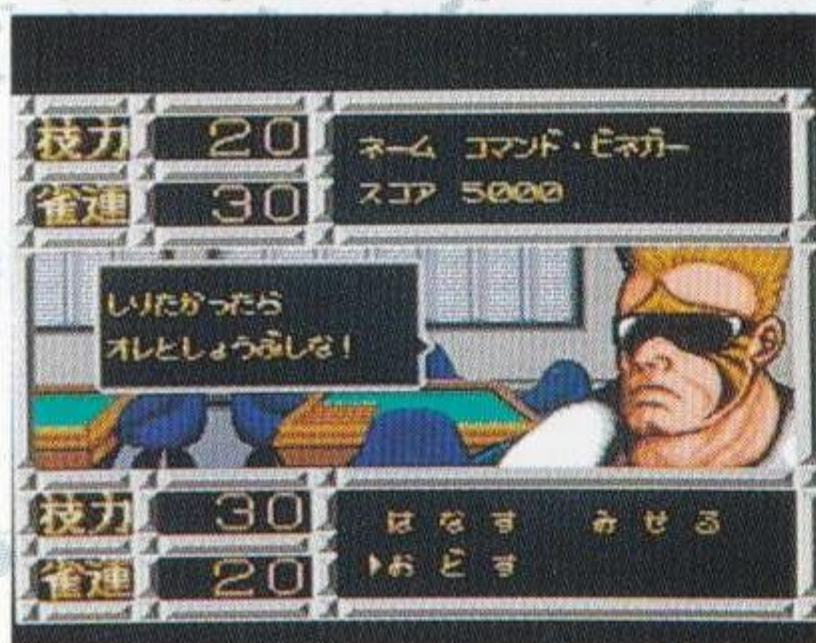 技力 20
雀連 30
ネーム コマンド・ビネガー
スコア 5000
しりたかったら
オレとしょうぶしな!
技力 30
雀連 20
はなす みせる
▶おどす